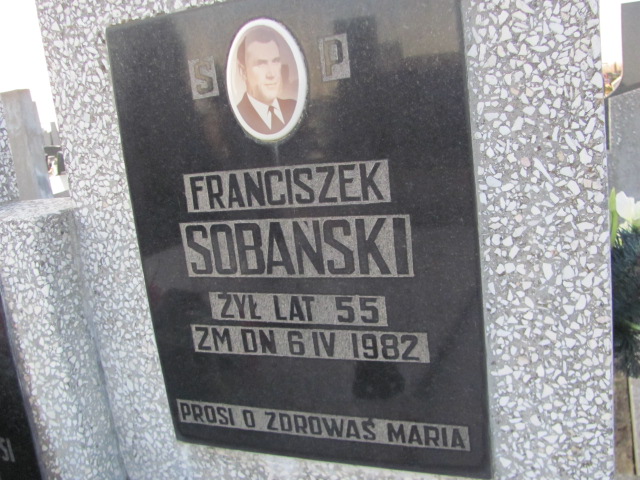 S P
FRANCISZEK
SOBAŃSKI
ŻYŁ LAT 55
ZM DN 6 IV 1982
PROSI O ZDROWAŚ MARIA